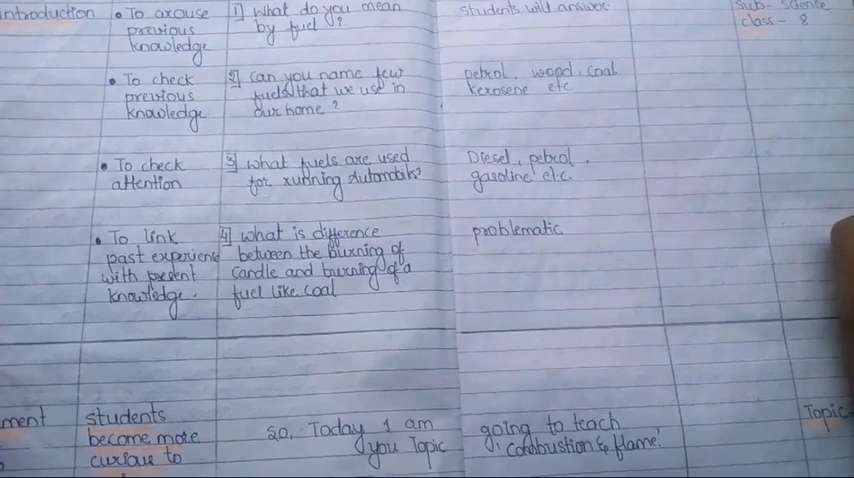 introduction
• To arouse
previous
knowledge
1] What do you mean
by fuel ?
students will answer.
Sub- Science
class - 8
• To check
previous
knowledge
2] Can you name few
fuels that we use in
our home ?
petrol, wood, coal
kerosene etc
• To check
attention
3] what fuels are used
for running Automobile?
Diesel, petrol,
gasoline etc.
• To link
past experience
with present
knowledge.
4] what is difference
between the burning of
candle and burning of a
fuel like coal
problematic
ment
students
become more
curious to
So, Today I am
you Topic
going to teach
'combustion & flame'.
Topic